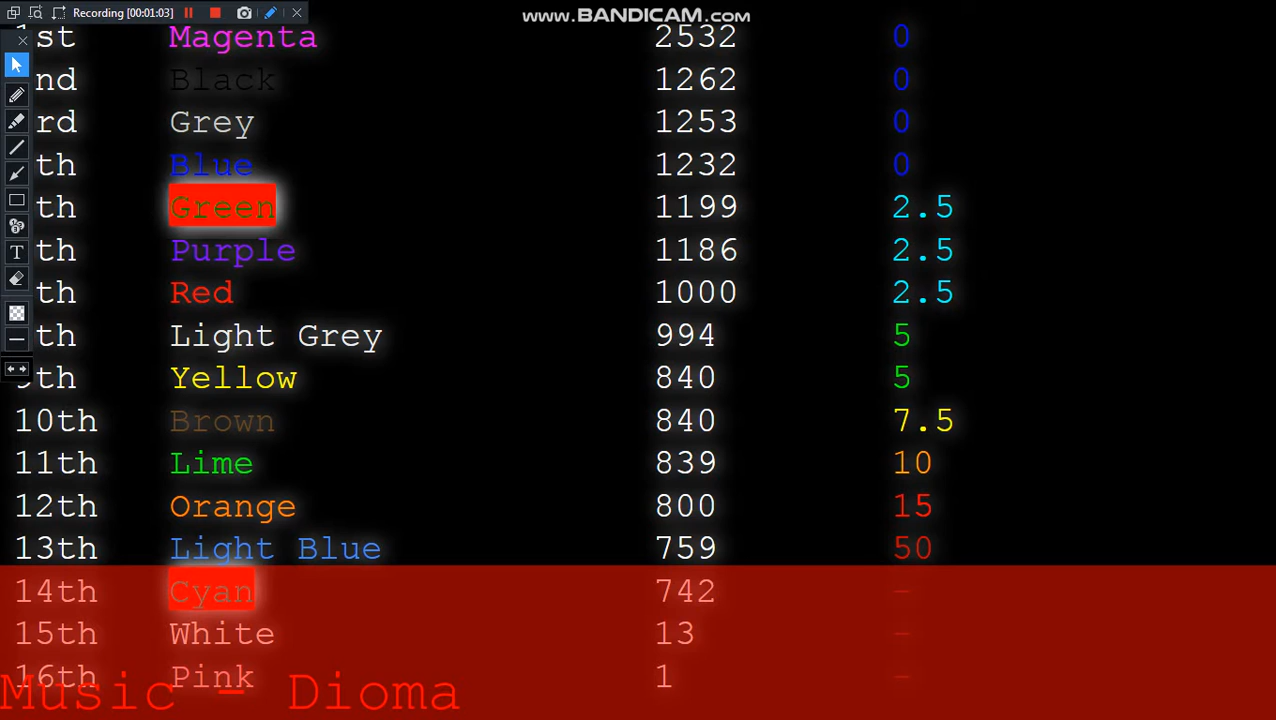 Recording [00:01:03]
www.BANDICAM.com
1st Magenta 2532 0
nd Black 1262 0
rd Grey 1253 0
th Blue 1232 0
th Green 1199 2.5
th Purple 1186 2.5
th Red 1000 2.5
th Light Grey 994 5
9th Yellow 840 5
10th Brown 840 7.5
11th Lime 839 10
12th Orange 800 15
13th Light Blue 759 50
14th Cyan 742 -
15th White 13 -
16th Pink 1 -
Music - Dioma